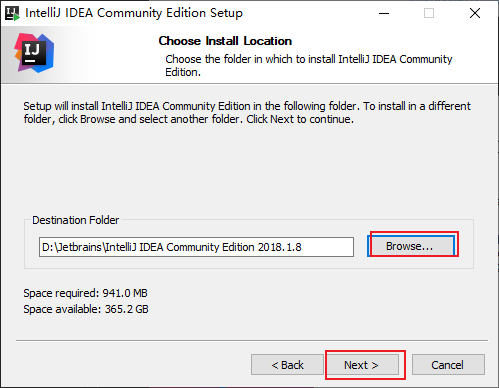 IntelliJ IDEA Community Edition Setup
IJ
Choose Install Location
Choose the folder in which to install IntelliJ IDEA Community
Edition.
Setup will install IntelliJ IDEA Community Edition in the following folder. To install in a different
folder, click Browse and select another folder. Click Next to continue.
Destination Folder
D:\Jetbrains\IntelliJ IDEA Community Edition 2018.1.8
Browse...
Space required: 941.0 MB
Space available: 365.2 GB
< Back
Next >
Cancel